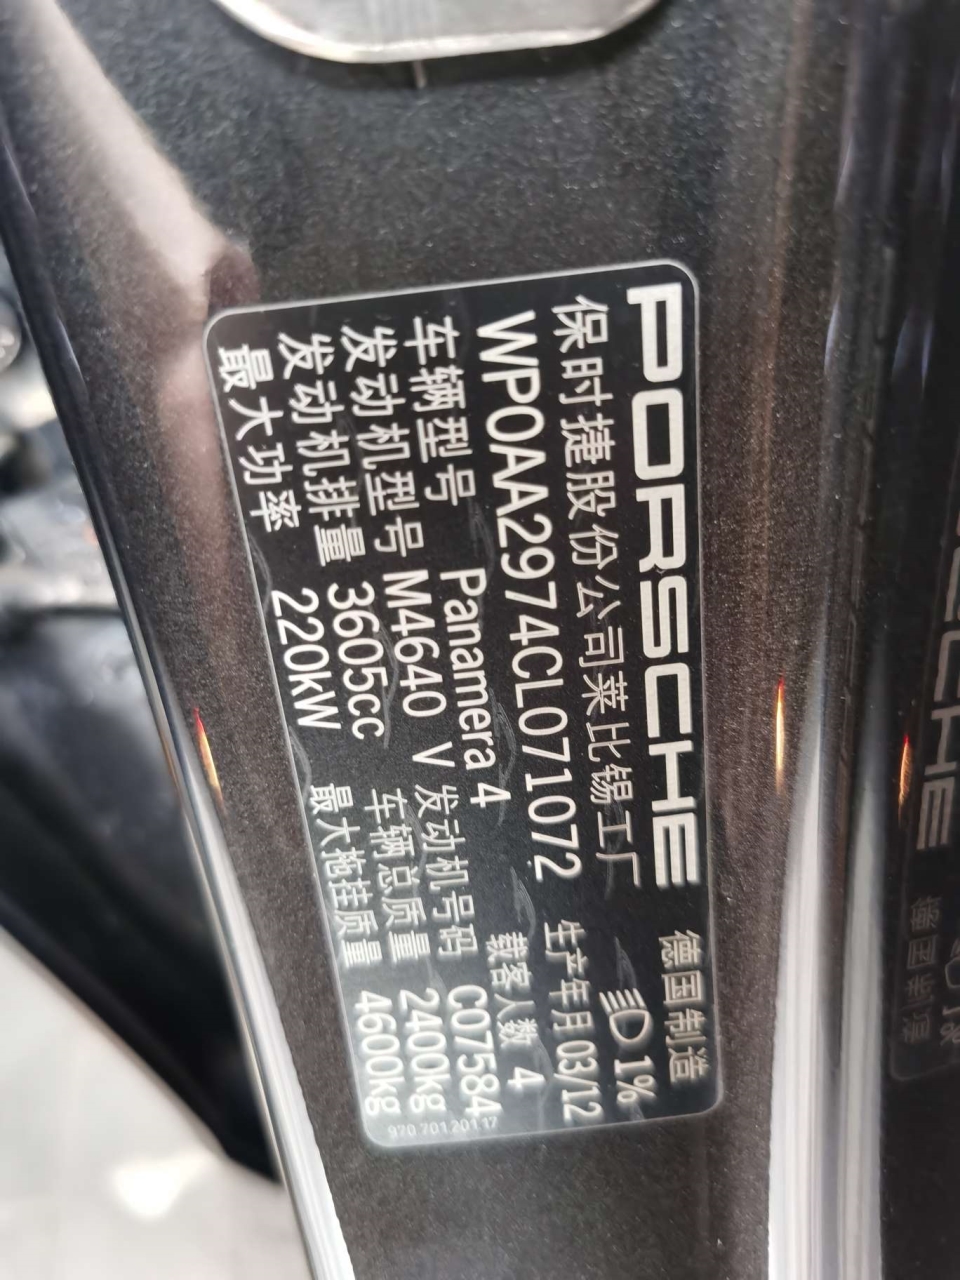 PORSCHE 德国制造
保时捷股份公司莱比锡工厂 1%
WP0AA2974CL071072 生产年月 03/12
车辆型号 Panamera 4 载客人数 4
发动机型号 M4640 V 发动机号码 C07584
发动机排量 3605cc 车辆总质量 2400kg
最大功率 220kW 最大拖挂质量 4600kg
970 701 201 17